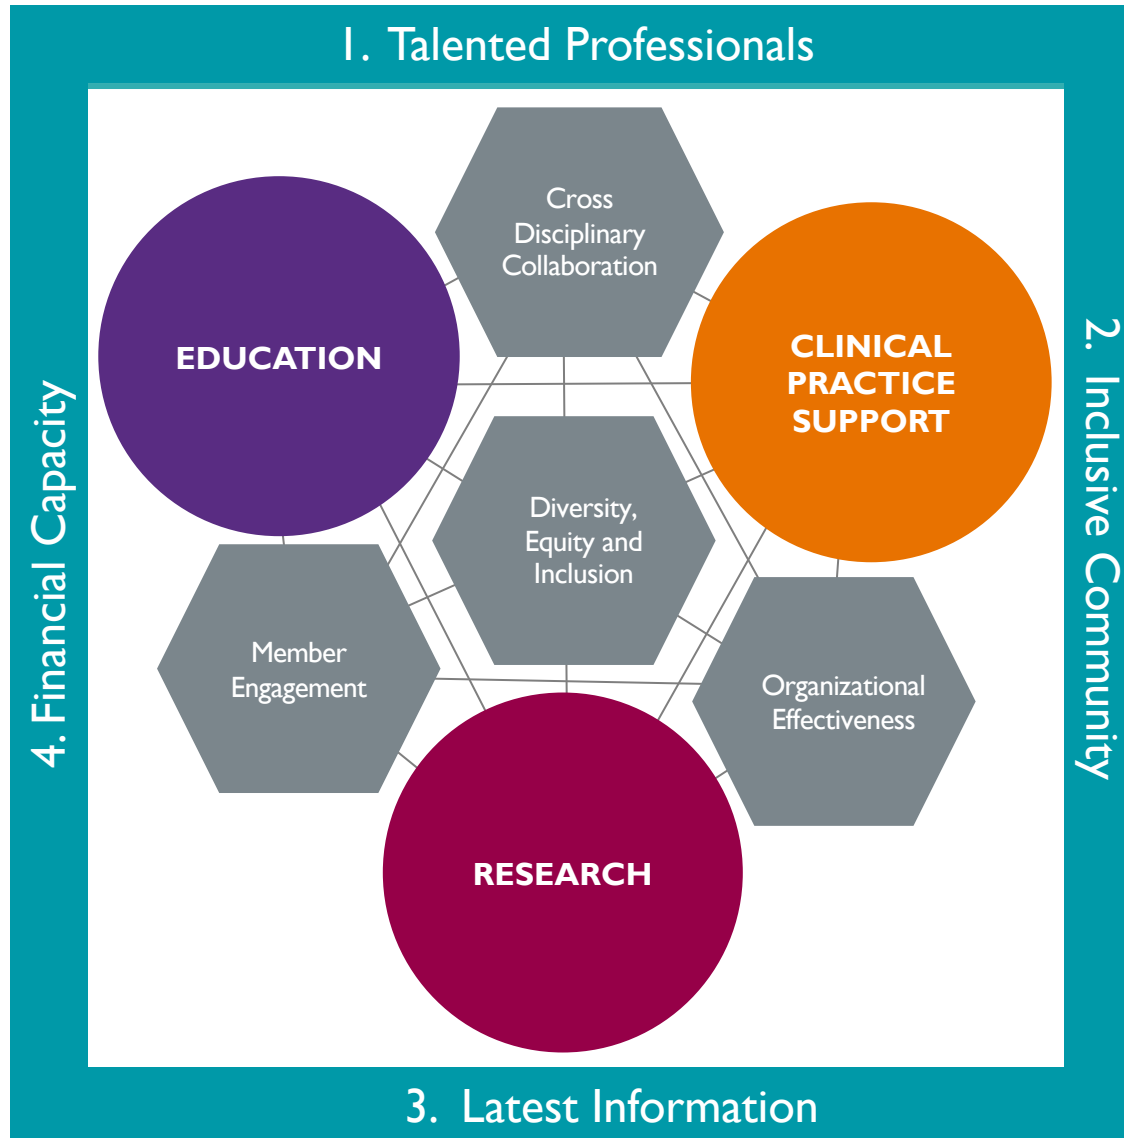 1. Talented Professionals
Cross
Disciplinary
Collaboration
EDUCATION
CLINICAL
PRACTICE
SUPPORT
2. Inclusive Community
4. Financial Capacity
Diversity,
Equity and
Inclusion
Member
Engagement
Organizational
Effectiveness
RESEARCH
3. Latest Information